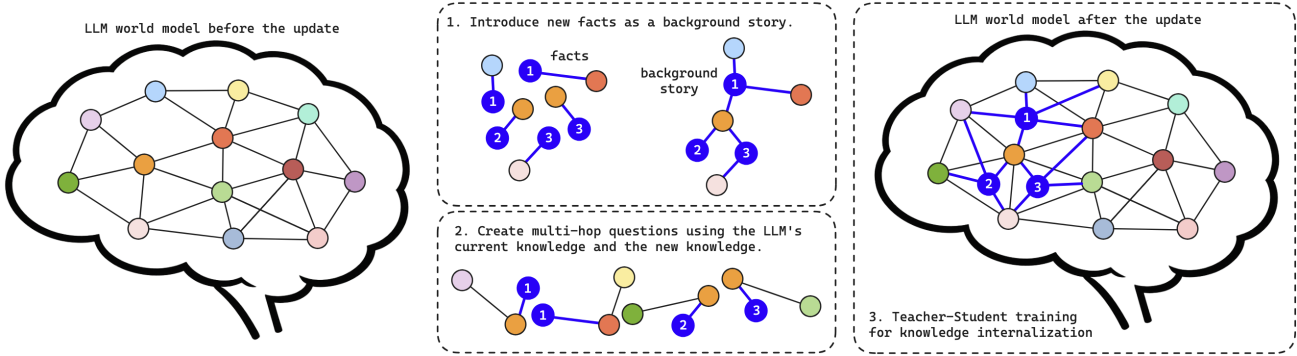 LLM world model before the update
1. Introduce new facts as a background story.
facts
1
1
2
3
3
background
story
1
2
3
2. Create multi-hop questions using the LLM's
current knowledge and the new knowledge.
1
1
2
3
LLM world model after the update
1
2
3
3. Teacher-Student training
for knowledge internalization